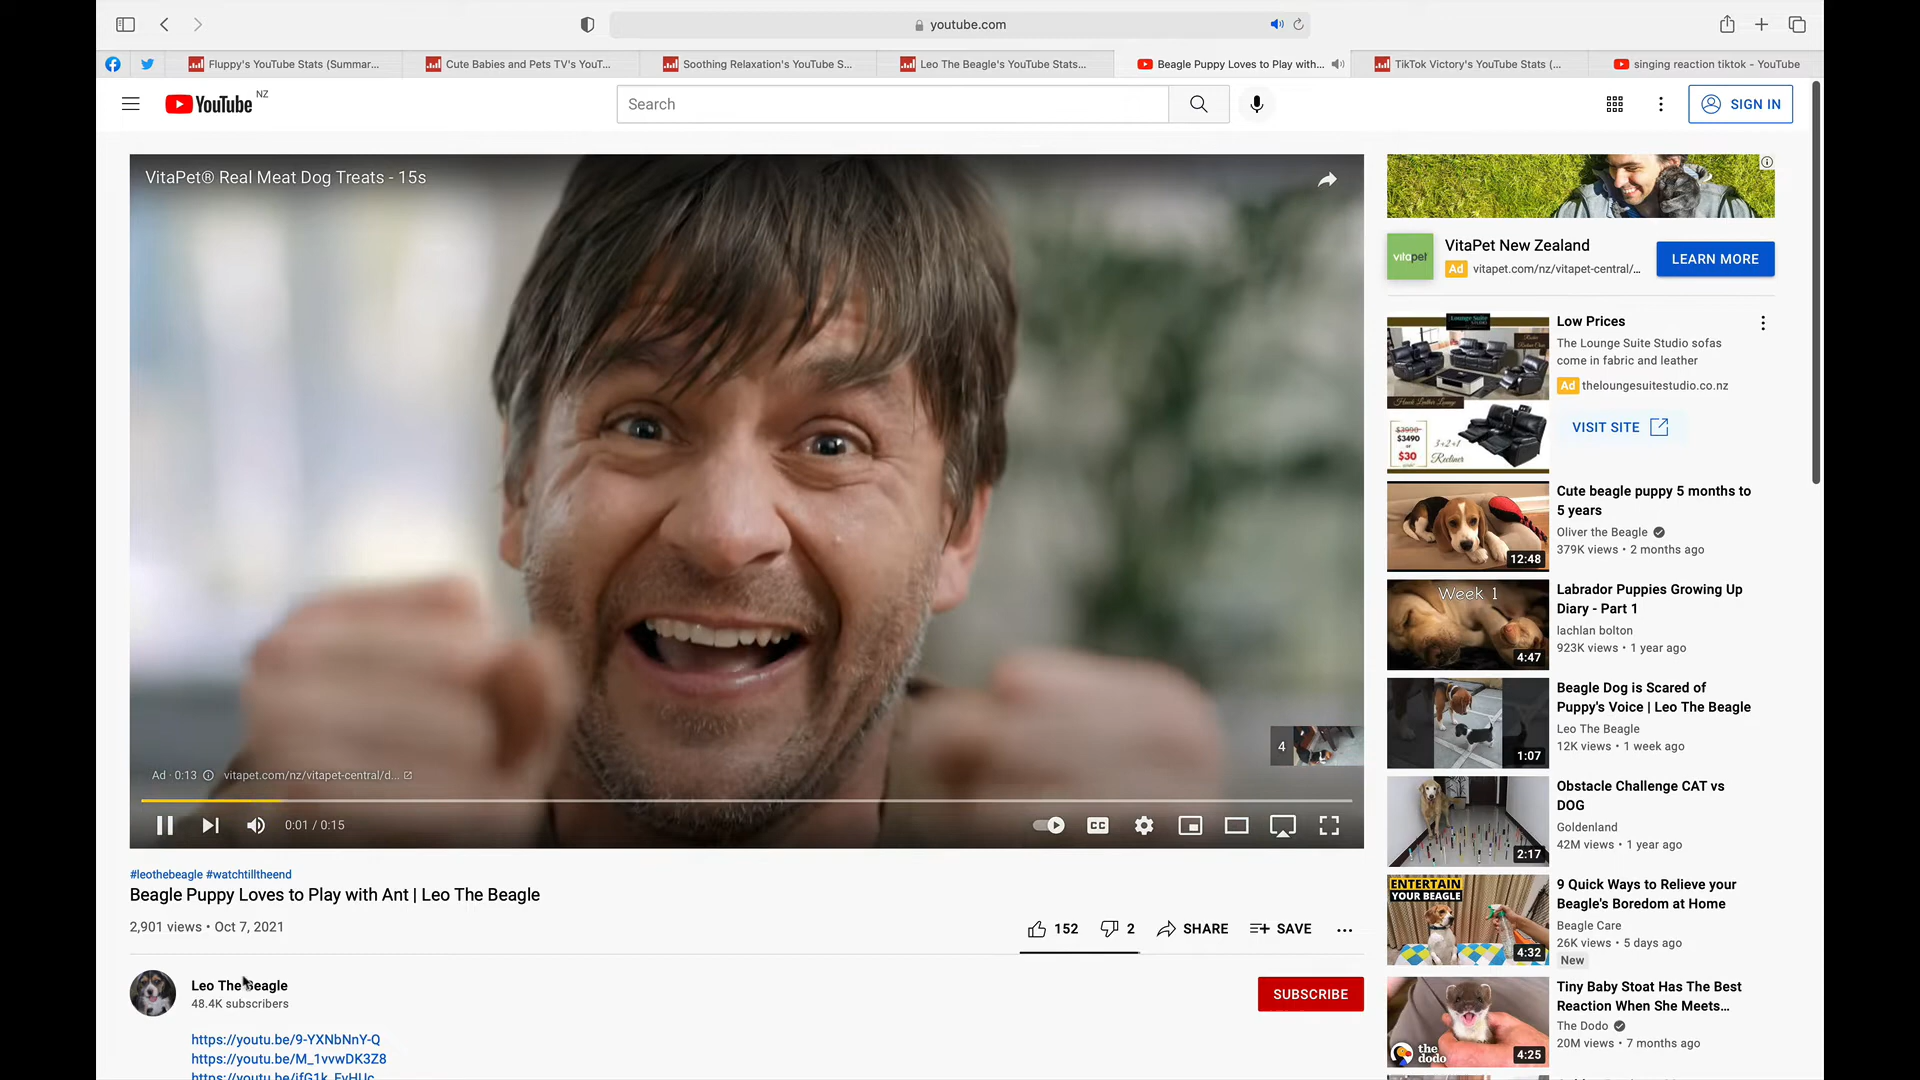 youtube.com
Fluppy's YouTube Stats (Summar...
Cute Babies and Pets TV's YouT...
Soothing Relaxation's YouTube S...
Leo The Beagle's YouTube Stats...
Beagle Puppy Loves to Play with...
TikTok Victory's YouTube Stats (...
singing reaction tiktok - YouTube
YouTube NZ
Search
SIGN IN
VitaPet® Real Meat Dog Treats - 15s
4
Ad · 0:13
vitapet.com/nz/vitapet-central/d...
0:01 / 0:15
CC
#leothebeagle #watchtilltheend
Beagle Puppy Loves to Play with Ant | Leo The Beagle
2,901 views • Oct 7, 2021
152
2
SHARE
SAVE
Leo The Beagle
48.4K subscribers
SUBSCRIBE
https://youtu.be/9-YXNbNnY-Q
https://youtu.be/M_1vvwDK3Z8
vitapet
VitaPet New Zealand
Ad vitapet.com/nz/vitapet-central/...
LEARN MORE
Lounge Suite
$3990
$3490
or
$30
3+2+1
Recliner
Low Prices
The Lounge Suite Studio sofas
come in fabric and leather
Ad theloungesuitestudio.co.nz
VISIT SITE
12:48
Cute beagle puppy 5 months to
5 years
Oliver the Beagle
379K views • 2 months ago
Week 1
4:47
Labrador Puppies Growing Up
Diary - Part 1
lachlan bolton
923K views • 1 year ago
1:07
Beagle Dog is Scared of
Puppy's Voice | Leo The Beagle
Leo The Beagle
12K views • 1 week ago
2:17
Obstacle Challenge CAT vs
DOG
Goldenland
42M views • 1 year ago
ENTERTAIN
YOUR BEAGLE
4:32
9 Quick Ways to Relieve your
Beagle's Boredom at Home
Beagle Care
26K views • 5 days ago
New
the
dodo
4:25
Tiny Baby Stoat Has The Best
Reaction When She Meets...
The Dodo
20M views • 7 months ago